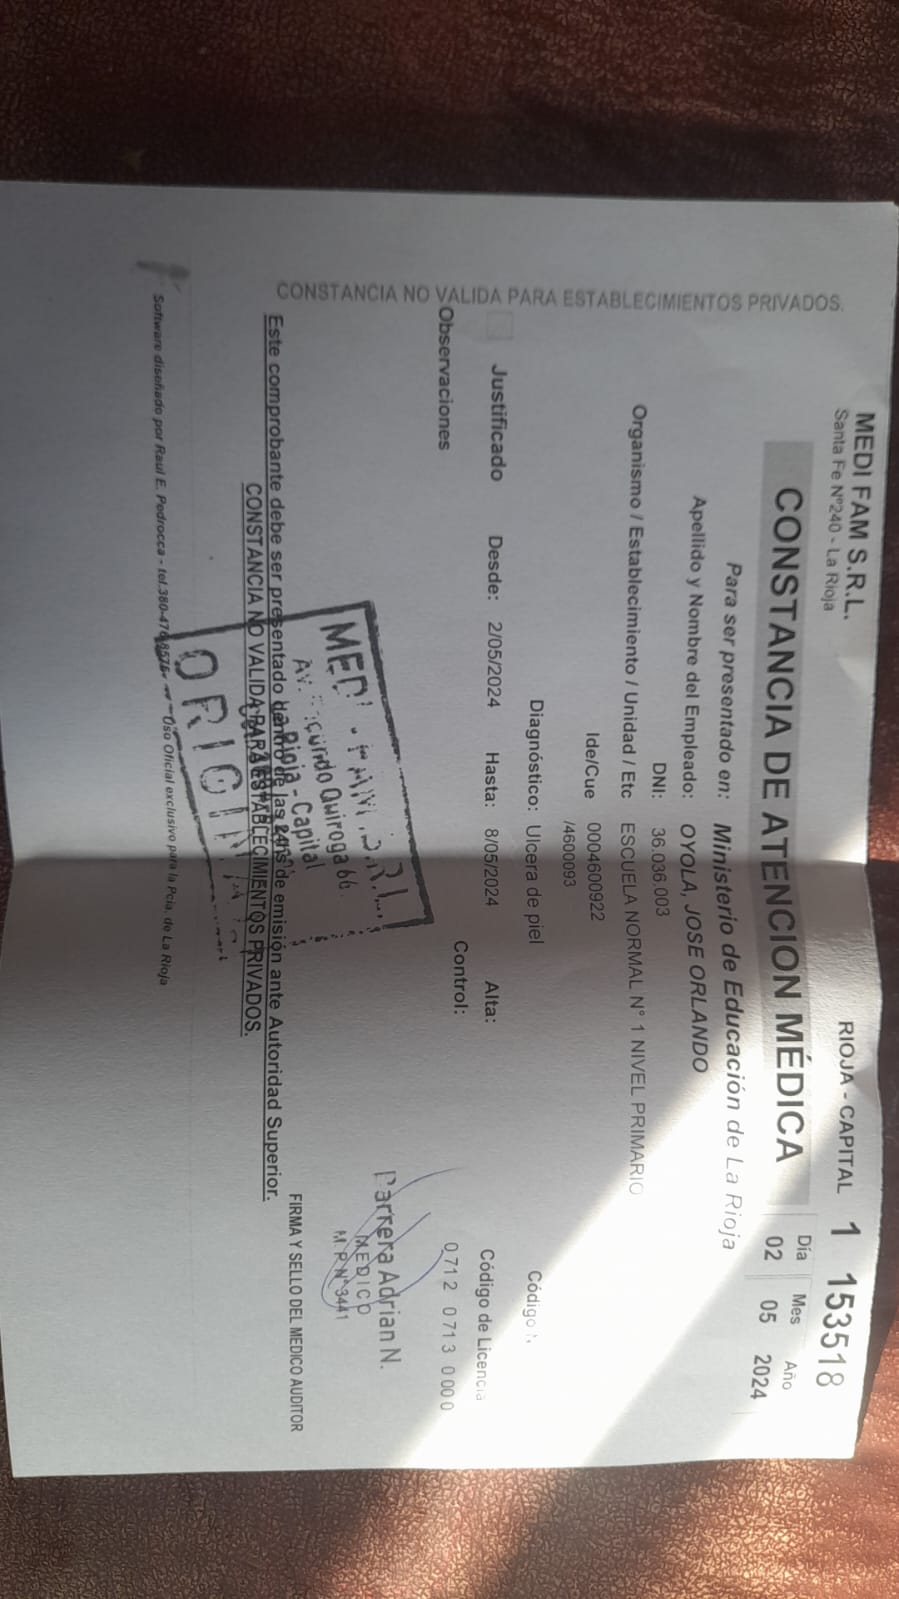 MEDI FAM S.R.L.
Santa Fe Nº240 - La Rioja
RIOJA - CAPITAL 1 153518
CONSTANCIA DE ATENCION MÉDICA
Día Mes Año
02 05 2024
Para ser presentado en: Ministerio de Educación de La Rioja
Apellido y Nombre del Empleado: OYOLA, JOSE ORLANDO
DNI: 36.036.003
Organismo / Establecimiento / Unidad / Etc ESCUELA NORMAL N° 1 NIVEL PRIMARIO
Ide/Cue 0004600922
/4600093
Diagnóstico: Ulcera de piel Código
Justificado Desde: 2/05/2024 Hasta: 8/05/2024 Alta: Código de Licencia
Observaciones Control: 0712 0713 0000
Barrera Adrian N.
MEDICO
M.P. N° 3441
FIRMA Y SELLO DEL MEDICO AUDITOR
Av. Facundo Quiroga 66
La Rioja - Capital
Este comprobante debe ser presentado dentro de las 24hs de emisión ante Autoridad Superior.
CONSTANCIA NO VALIDA PARA ESTABLECIMIENTOS PRIVADOS.
ORIGINAL
Software diseñado por Raul E. Pedrocca - tel.380- Uso Oficial exclusivo para la Pcia. de La Rioja
CONSTANCIA NO VALIDA PARA ESTABLECIMIENTOS PRIVADOS.